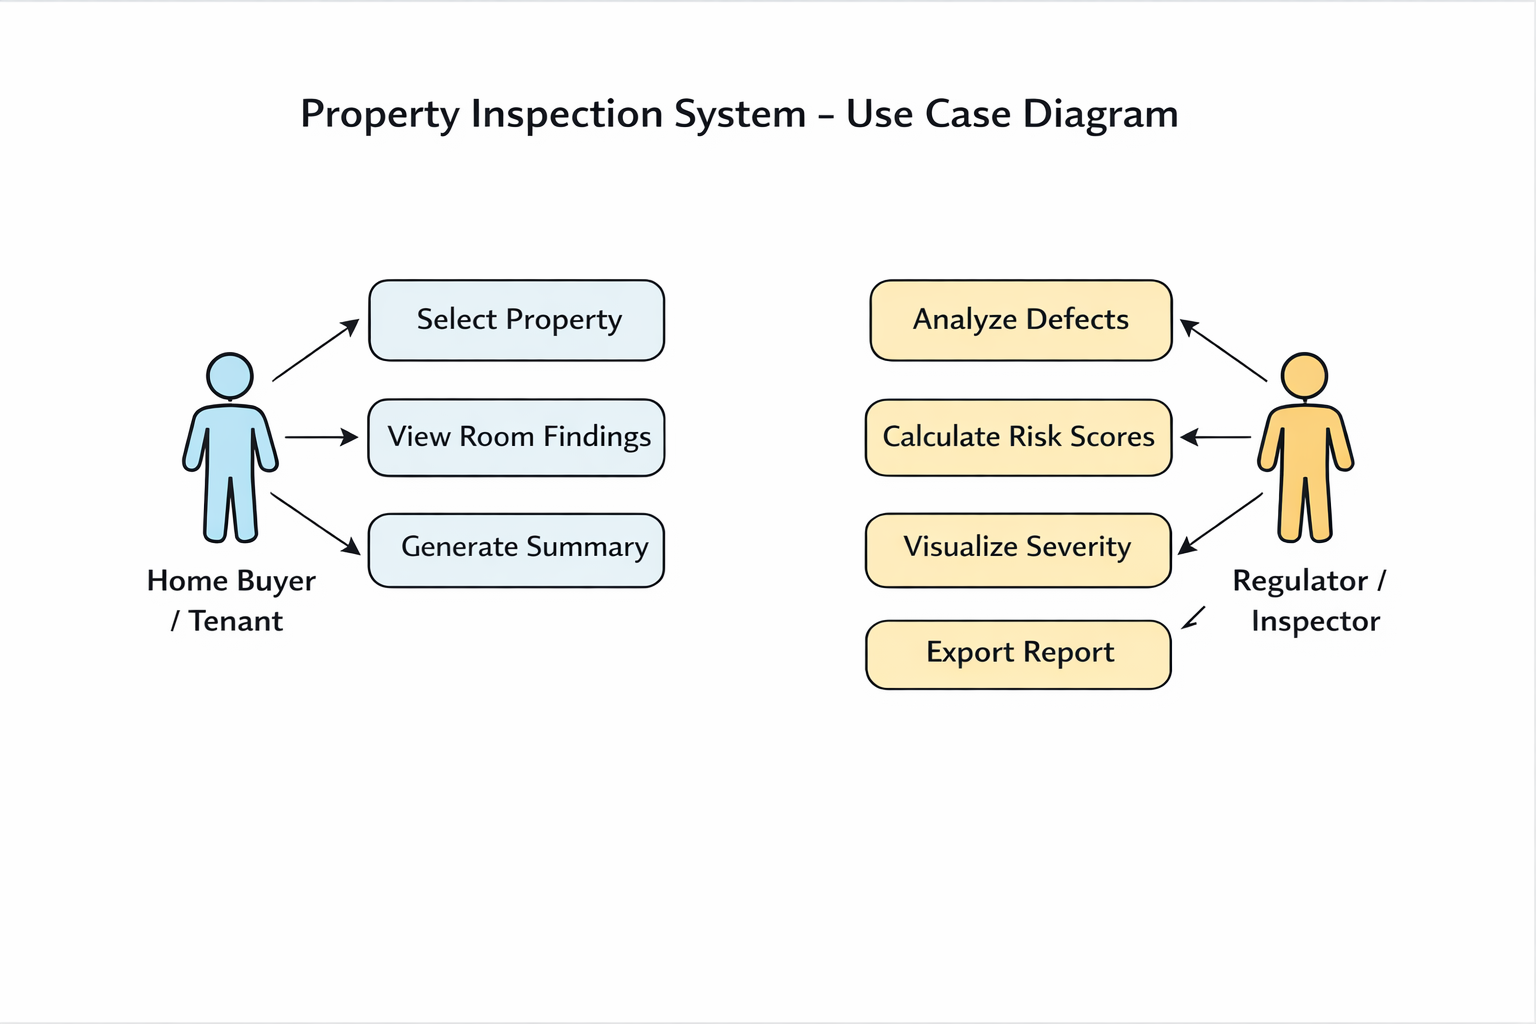 Property Inspection System – Use Case Diagram
Select Property
View Room Findings
Generate Summary
Home Buyer
/ Tenant
Analyze Defects
Calculate Risk Scores
Visualize Severity
Export Report
Regulator /
Inspector